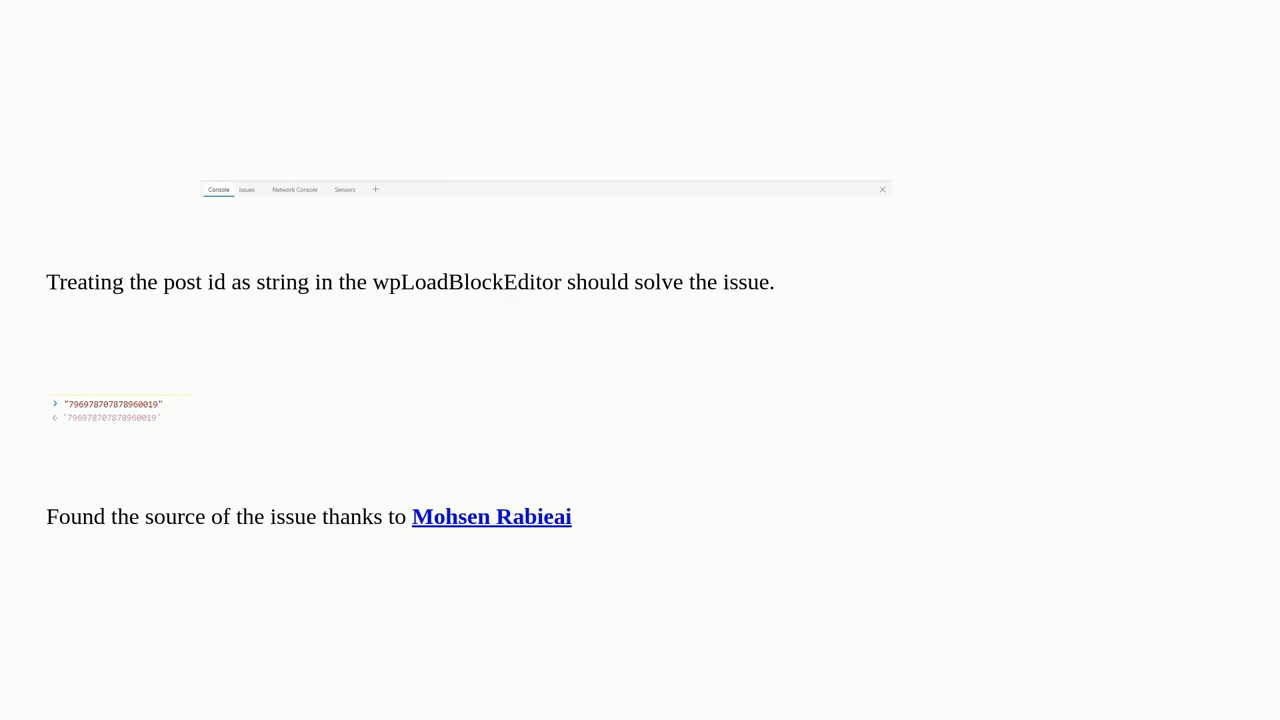 Console Issues Network Console Sensors
Treating the post id as string in the wpLoadBlockEditor should solve the issue.
> "796978707878960019"
<· '796978707878960019'
Found the source of the issue thanks to Mohsen Rabieai